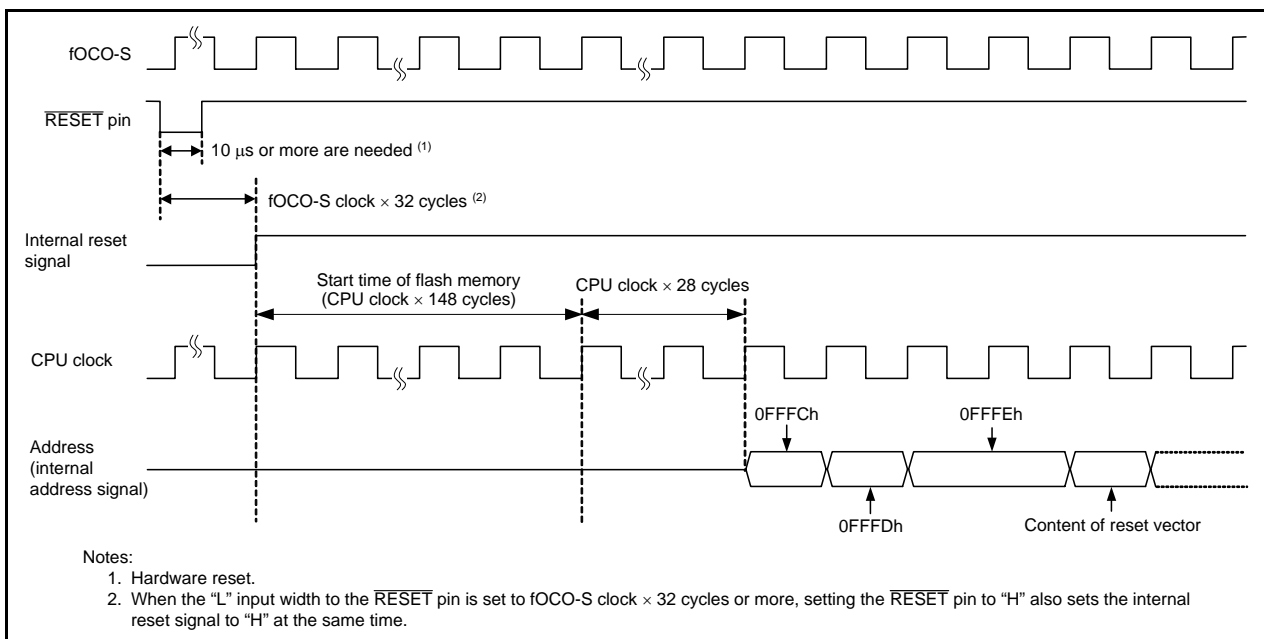 fOCO-S
RESET pin
10 μs or more are needed (1)
fOCO-S clock × 32 cycles (2)
Internal reset
signal
Start time of flash memory
(CPU clock × 148 cycles)
CPU clock × 28 cycles
CPU clock
0FFFCh
0FFFEh
Address
(internal
address signal)
0FFFDh
Content of reset vector
Notes:
1. Hardware reset.
2. When the “L” input width to the RESET pin is set to fOCO-S clock × 32 cycles or more, setting the RESET pin to “H” also sets the internal
reset signal to “H” at the same time.